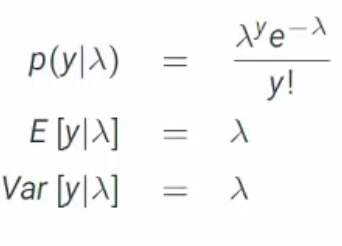 p(y|λ) = λ^y e^{−λ} / y!
E [y|λ] = λ
Var [y|λ] = λ